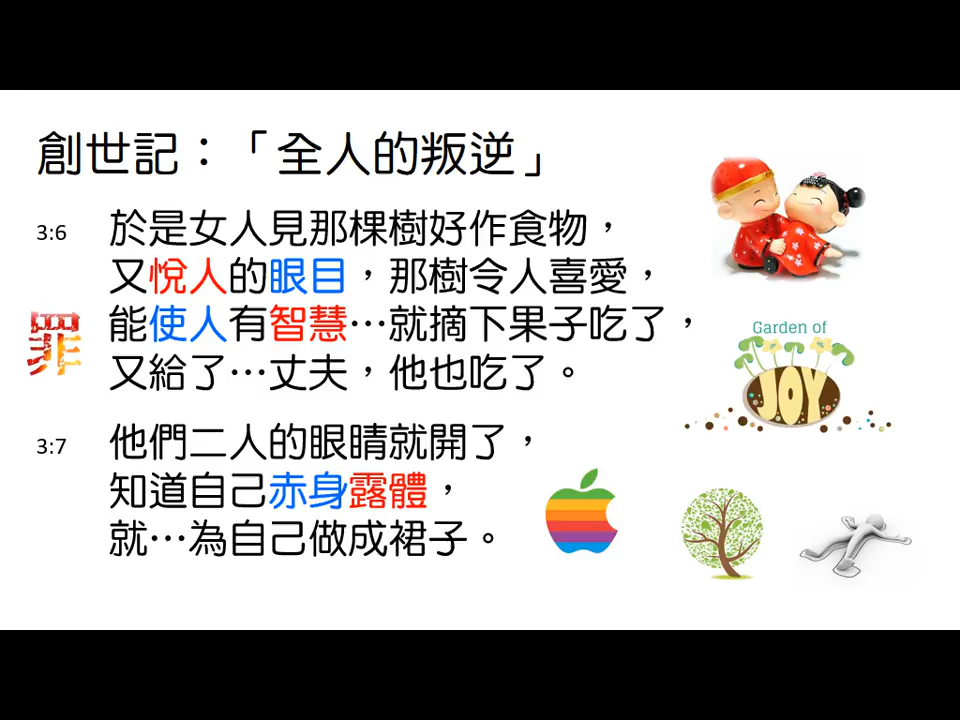 創世記：「全人的叛逆」
3:6 於是女人見那棵樹好作食物，
又悅人的眼目，那樹令人喜愛，
能使人有智慧…就摘下果子吃了，
又給了…丈夫，他也吃了。
罪
3:7 他們二人的眼睛就開了，
知道自己赤身露體，
就…為自己做成裙子。
Garden of
JOY